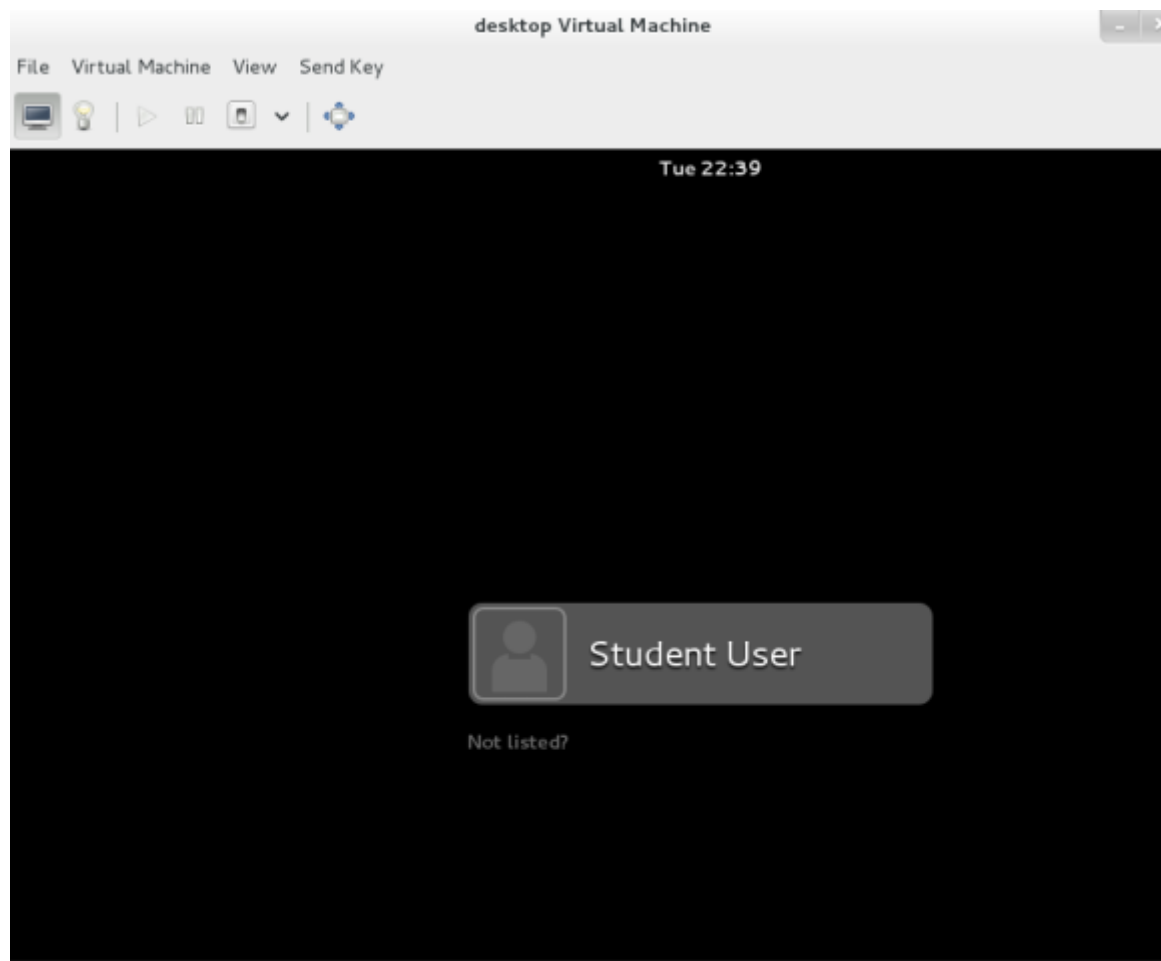 desktop Virtual Machine
File Virtual Machine View Send Key
Tue 22:39
Student User
Not listed?